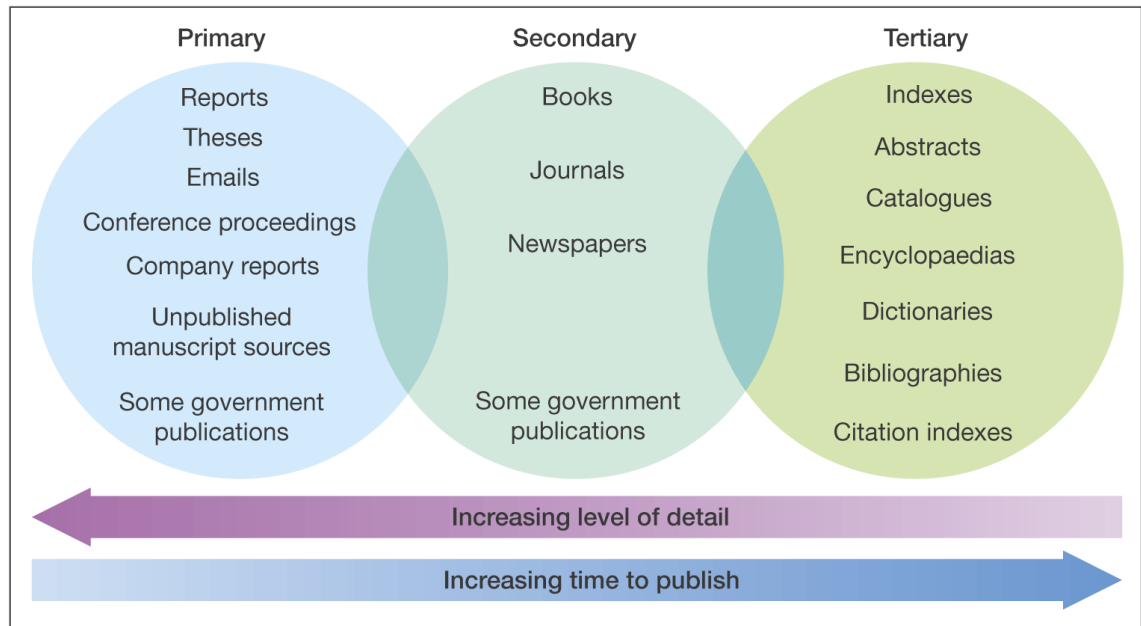 Primary
Reports
Theses
Emails
Conference proceedings
Company reports
Unpublished
manuscript sources
Some government
publications
Secondary
Books
Journals
Newspapers
Some government
publications
Tertiary
Indexes
Abstracts
Catalogues
Encyclopaedias
Dictionaries
Bibliographies
Citation indexes
Increasing level of detail
Increasing time to publish